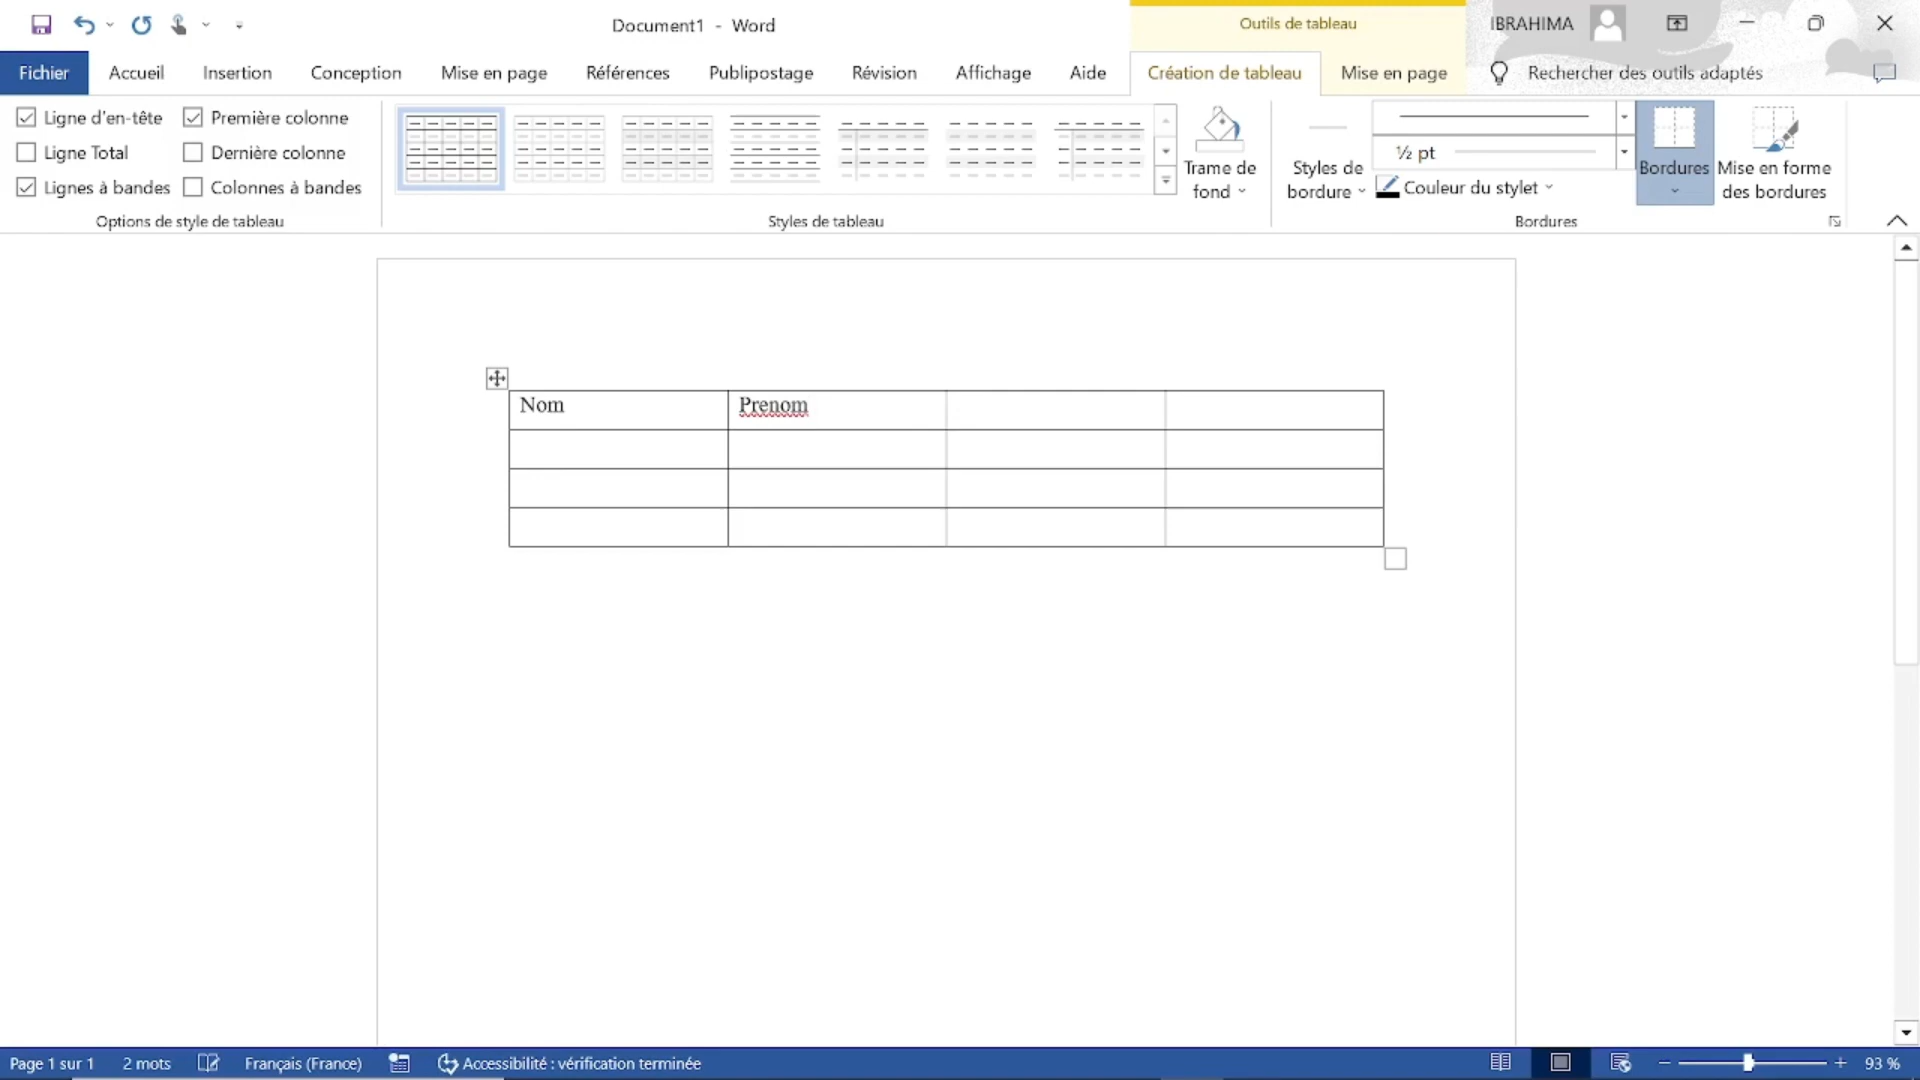 Document1 - Word
Outils de tableau
IBRAHIMA
Fichier
Accueil
Insertion
Conception
Mise en page
Références
Publipostage
Révision
Affichage
Aide
Création de tableau
Mise en page
Rechercher des outils adaptés
Ligne d'en-tête
Première colonne
Ligne Total
Dernière colonne
Lignes à bandes
Colonnes à bandes
Options de style de tableau
Styles de tableau
Trame de
fond
Styles de
bordure
½ pt
Couleur du stylet
Bordures
Mise en forme
des bordures
Bordures
Nom
Prenom
Page 1 sur 1
2 mots
Français (France)
Accessibilité : vérification terminée
93 %